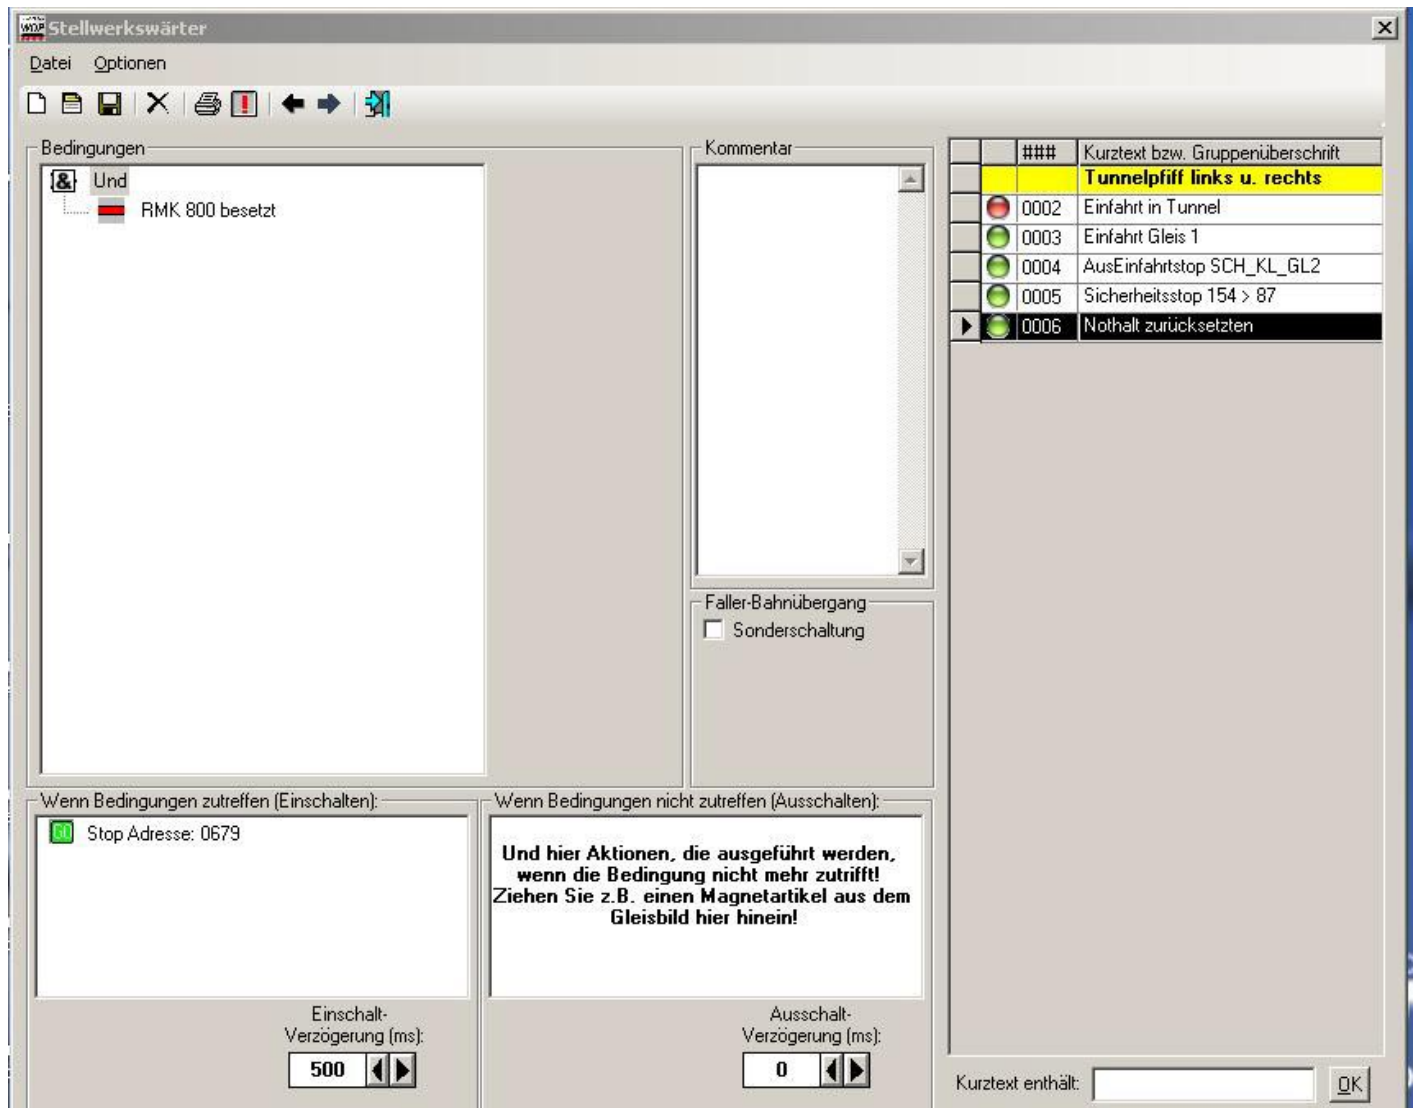 WDP Stellwerkswärter
Datei Optionen
Bedingungen
& Und
RMK 800 besetzt
Kommentar
Faller-Bahnübergang
Sonderschaltung
### Kurztext bzw. Gruppenüberschrift
Tunnelpfiff links u. rechts
0002 Einfahrt in Tunnel
0003 Einfahrt Gleis 1
0004 AusEinfahrtstop SCH_KL_GL2
0005 Sicherheitsstop 154 > 87
0006 Nothalt zurücksetzten
Wenn Bedingungen zutreffen (Einschalten):
GO Stop Adresse: 0679
Einschalt-
Verzögerung (ms):
500
Wenn Bedingungen nicht zutreffen (Ausschalten):
Und hier Aktionen, die ausgeführt werden,
wenn die Bedingung nicht mehr zutrifft!
Ziehen Sie z.B. einen Magnetartikel aus dem
Gleisbild hier hinein!
Ausschalt-
Verzögerung (ms):
0
Kurztext enthält: OK